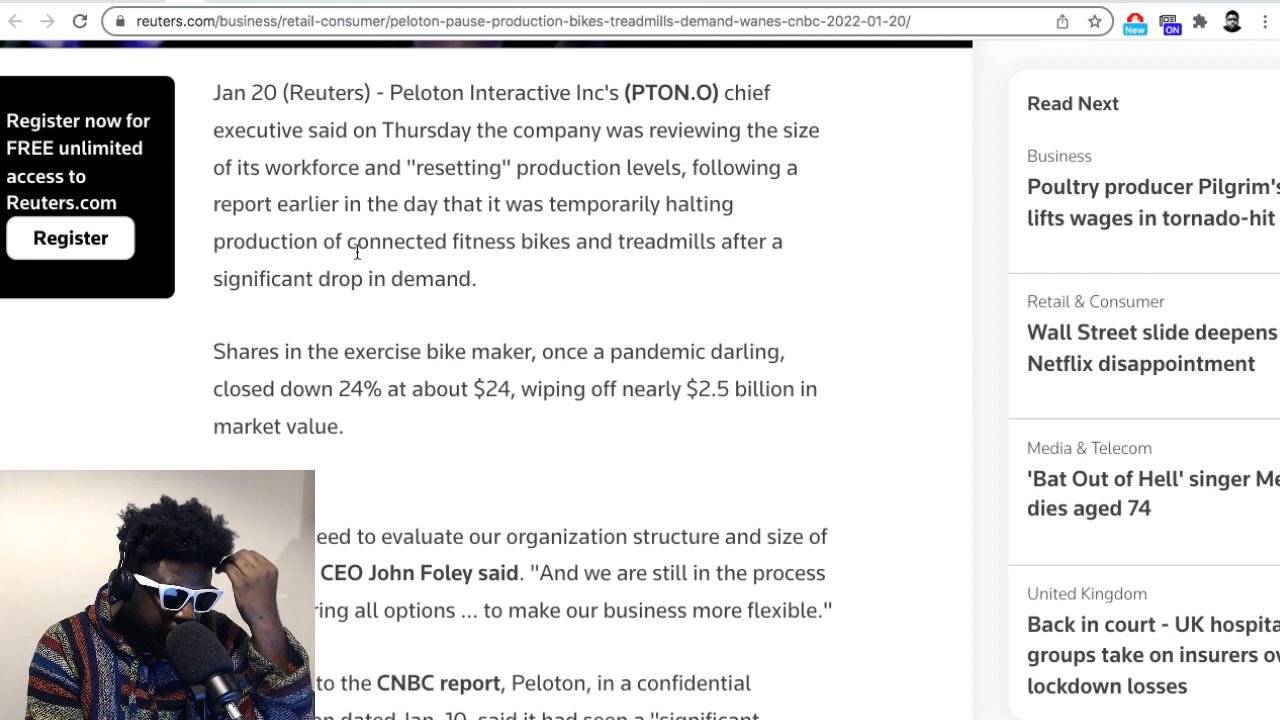 reuters.com/business/retail-consumer/peloton-pause-production-bikes-treadmills-demand-wanes-cnbc-2022-01-20/
New
ON
Register now for
FREE unlimited
access to
Reuters.com
Register
Jan 20 (Reuters) - Peloton Interactive Inc's (PTON.O) chief
executive said on Thursday the company was reviewing the size
of its workforce and "resetting" production levels, following a
report earlier in the day that it was temporarily halting
production of connected fitness bikes and treadmills after a
significant drop in demand.
Shares in the exercise bike maker, once a pandemic darling,
closed down 24% at about $24, wiping off nearly $2.5 billion in
market value.
to evaluate our organization structure and size of
CEO John Foley said. "And we are still in the process
all options ... to make our business more flexible."
to the CNBC report, Peloton, in a confidential
dated Jan. 10, said it had seen a "significant
Read Next
Business
Poultry producer Pilgrim's
lifts wages in tornado-hit
Retail & Consumer
Wall Street slide deepens
Netflix disappointment
Media & Telecom
'Bat Out of Hell' singer
dies aged 74
United Kingdom
Back in court - UK
groups take on insurers
lockdown losses